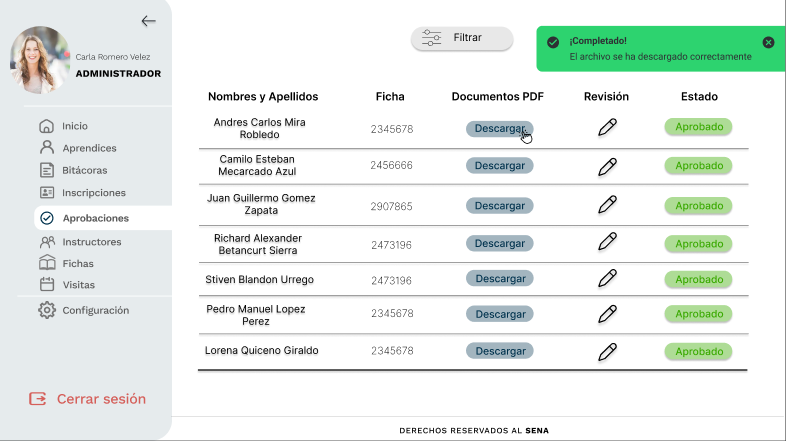 Carla Romero Velez
ADMINISTRADOR
Inicio
Aprendices
Bitácoras
Inscripciones
Aprobaciones
Instructores
Fichas
Visitas
Configuración
Cerrar sesión
Filtrar
¡Completado!
El archivo se ha descargado correctamente
Nombres y Apellidos Ficha Documentos PDF Revisión Estado
Andres Carlos Mira
Robledo
2345678 Descargar Aprobado
Camilo Esteban
Mecarcado Azul
2456666 Descargar Aprobado
Juan Guillermo Gomez
Zapata
2907865 Descargar Aprobado
Richard Alexander
Betancurt Sierra
2473196 Descargar Aprobado
Stiven Blandon Urrego 2473196 Descargar Aprobado
Pedro Manuel Lopez
Perez
2345678 Descargar Aprobado
Lorena Quiceno Giraldo 2345678 Descargar Aprobado
DERECHOS RESERVADOS AL SENA